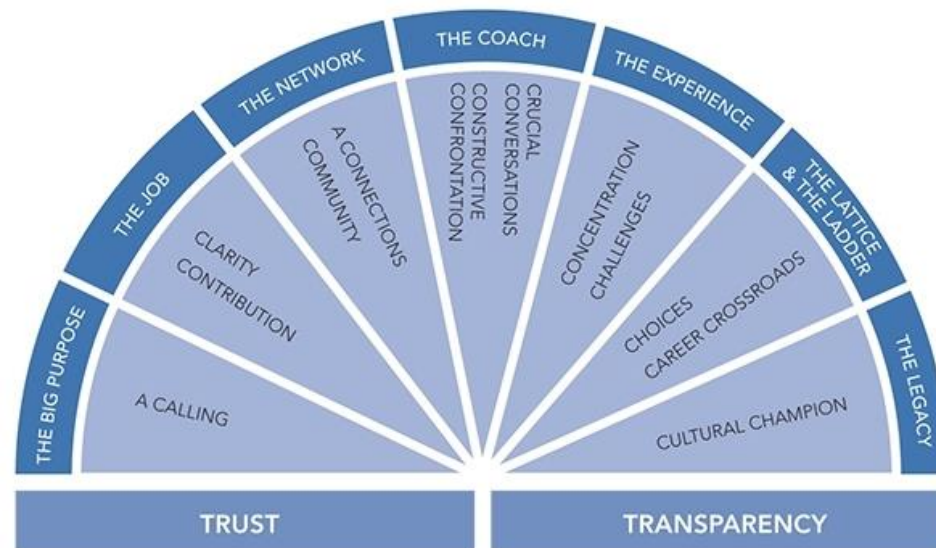 THE BIG PURPOSE
A CALLING
THE JOB
CLARITY
CONTRIBUTION
THE NETWORK
A CONNECTIONS
COMMUNITY
THE COACH
CRUCIAL
CONVERSATIONS
CONSTRUCTIVE
CONFRONTATION
THE EXPERIENCE
CONCENTRATION
CHALLENGES
THE LATTICE
& THE LADDER
CHOICES
CAREER CROSSROADS
THE LEGACY
CULTURAL CHAMPION
TRUST
TRANSPARENCY